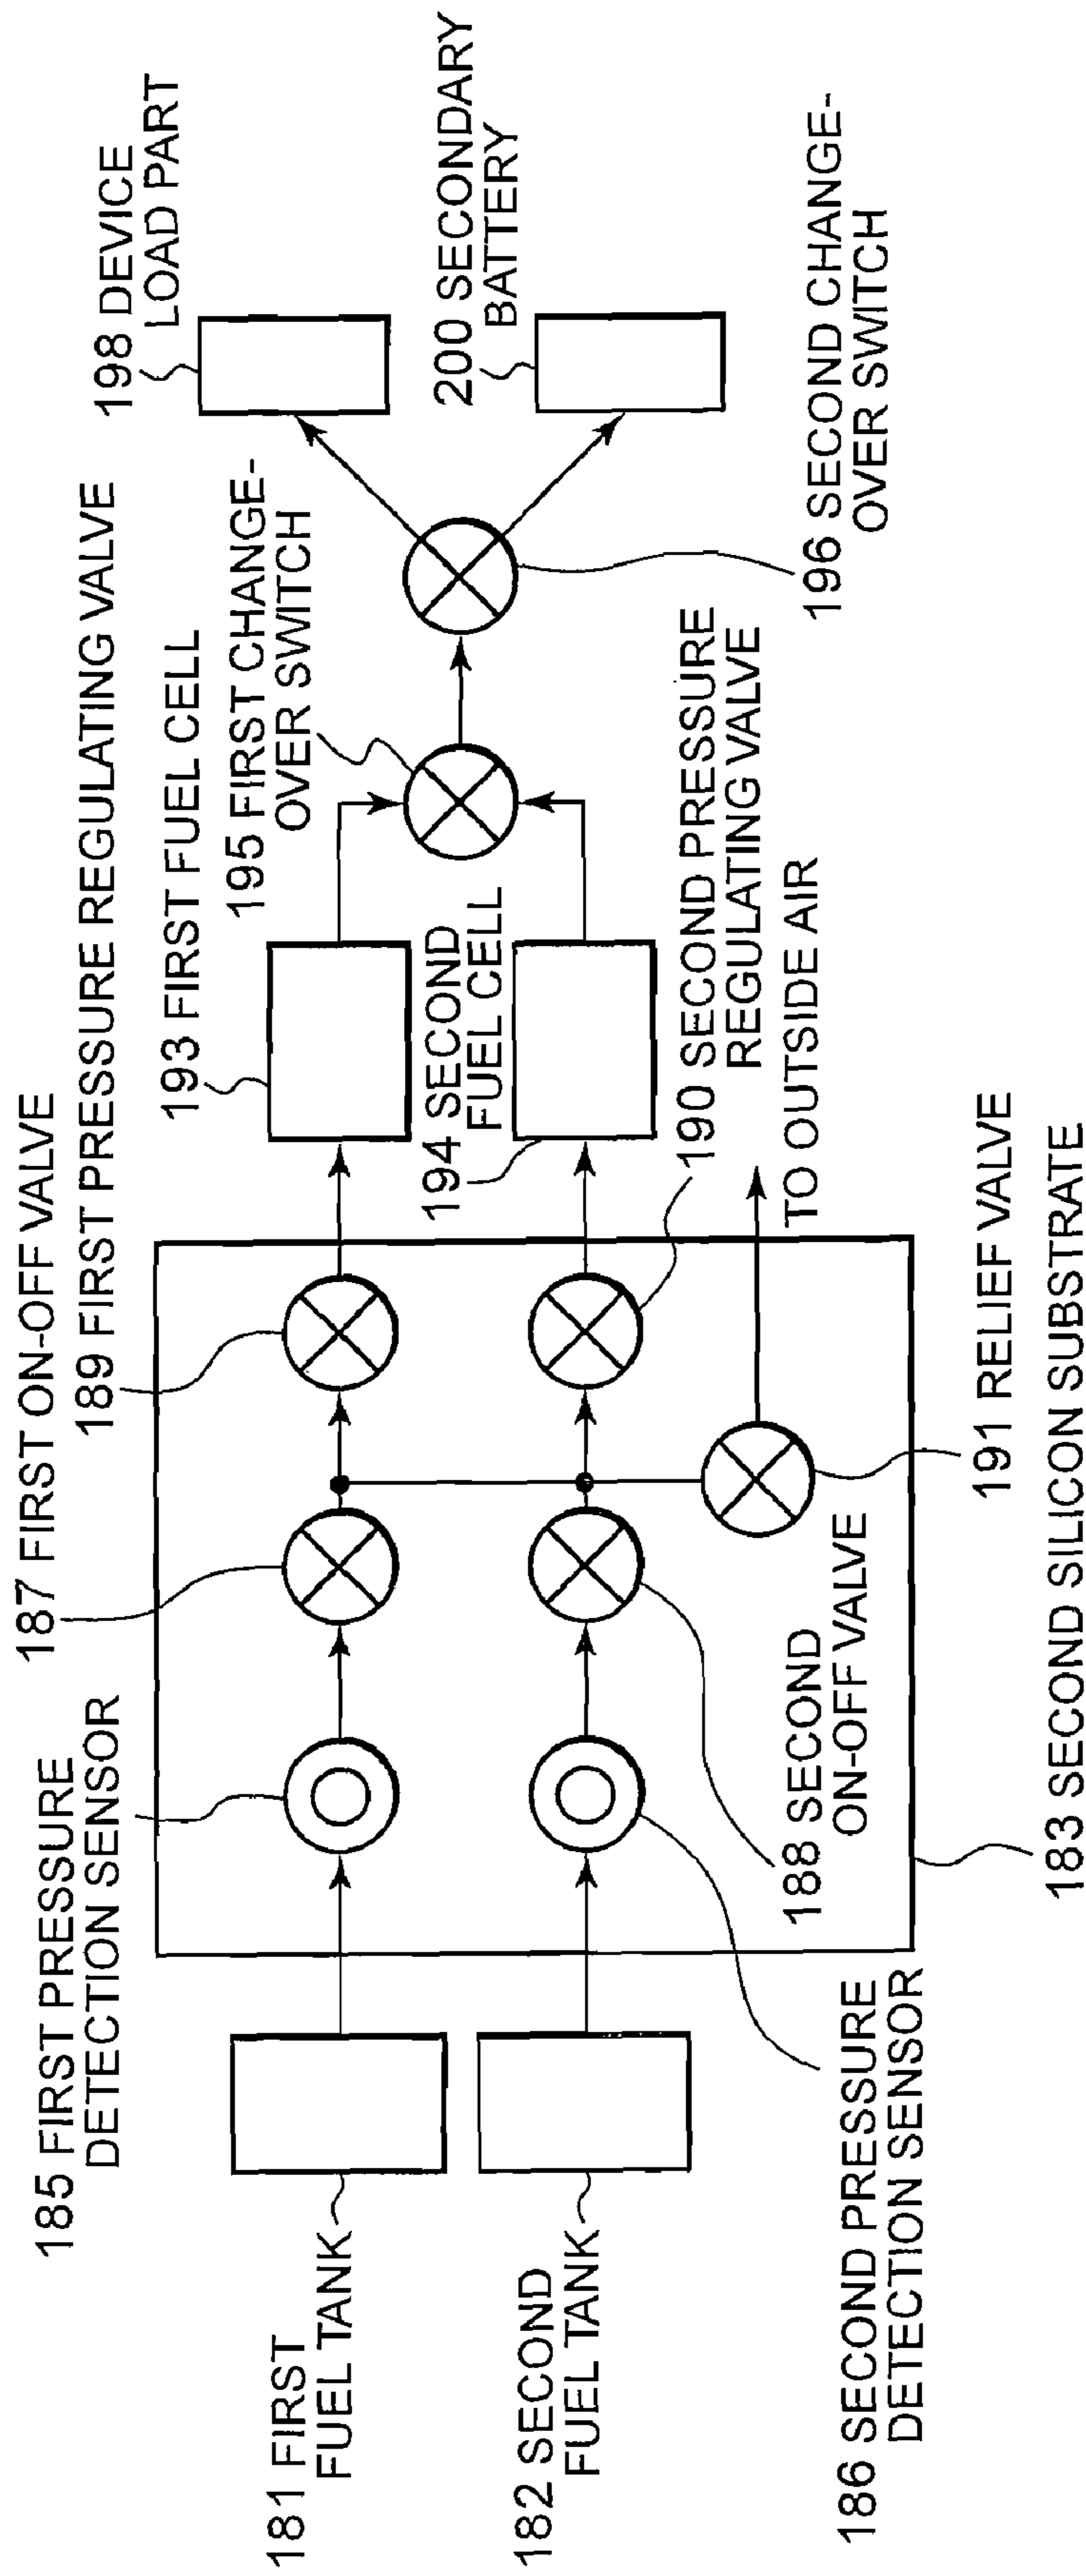 185 FIRST PRESSURE
DETECTION SENSOR
187 FIRST ON-OFF VALVE
189 FIRST PRESSURE REGULATING VALVE
193 FIRST FUEL CELL
195 FIRST CHANGE-
OVER SWITCH
198 DEVICE
LOAD PART
181 FIRST
FUEL TANK
182 SECOND
FUEL TANK
194 SECOND
FUEL CELL
200 SECONDARY
BATTERY
186 SECOND PRESSURE
DETECTION SENSOR
188 SECOND
ON-OFF VALVE
190 SECOND PRESSURE
REGULATING VALVE
TO OUTSIDE AIR
196 SECOND CHANGE-
OVER SWITCH
191 RELIEF VALVE
183 SECOND SILICON SUBSTRATE